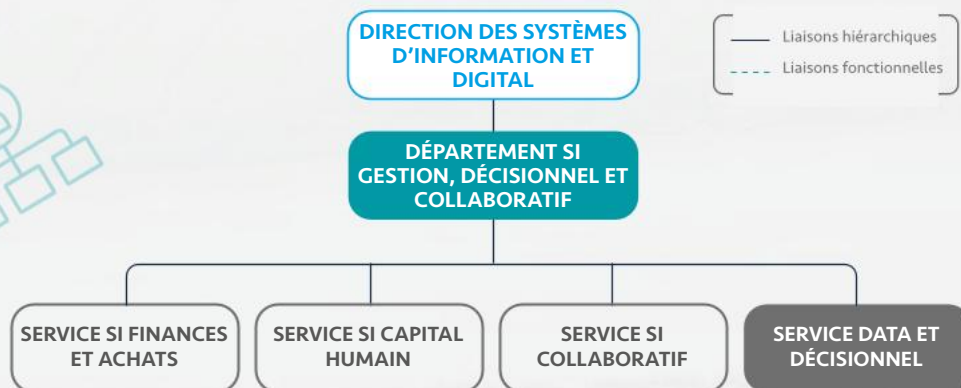 DIRECTION DES SYSTÈMES
D'INFORMATION ET
DIGITAL
Liaisons hiérarchiques
Liaisons fonctionnelles
DÉPARTEMENT SI
GESTION, DÉCISIONNEL ET
COLLABORATIF
SERVICE SI FINANCES
ET ACHATS
SERVICE SI CAPITAL
HUMAIN
SERVICE SI
COLLABORATIF
SERVICE DATA ET
DÉCISIONNEL